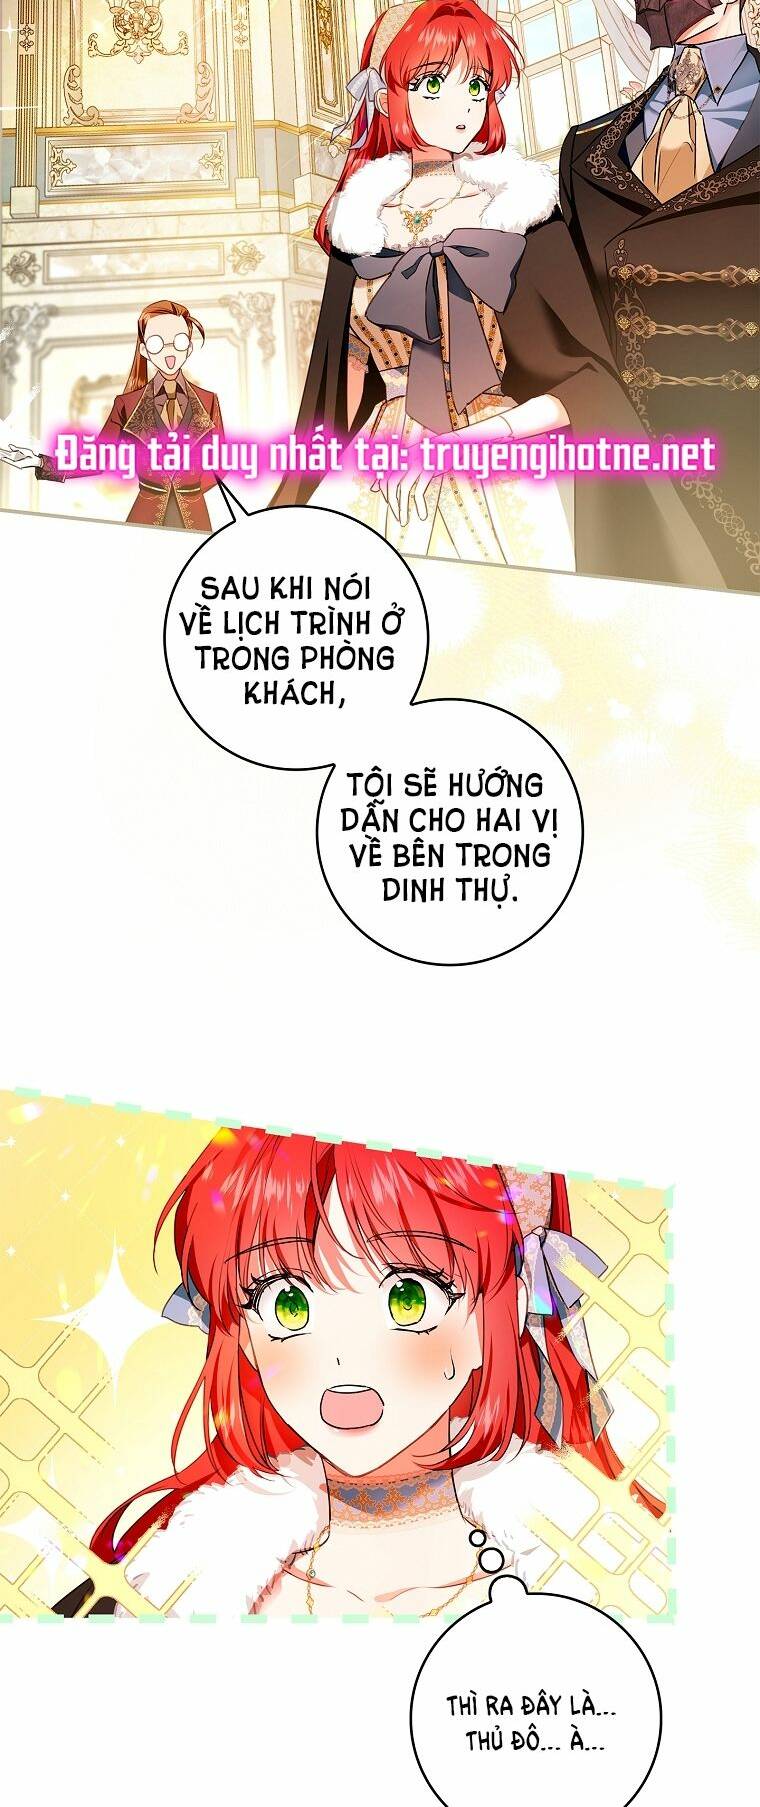 Đăng tải duy nhất tại: truyengihotne.net
SAU KHI NÓI
VỀ LỊCH TRÌNH Ở
TRONG PHÒNG
KHÁCH,
TÔI SẼ HƯỚNG
DẪN CHO HAI VỊ
VỀ BÊN TRONG
DINH THỰ.
THÌ RA ĐÂY LÀ...
THỦ ĐÔ... À...